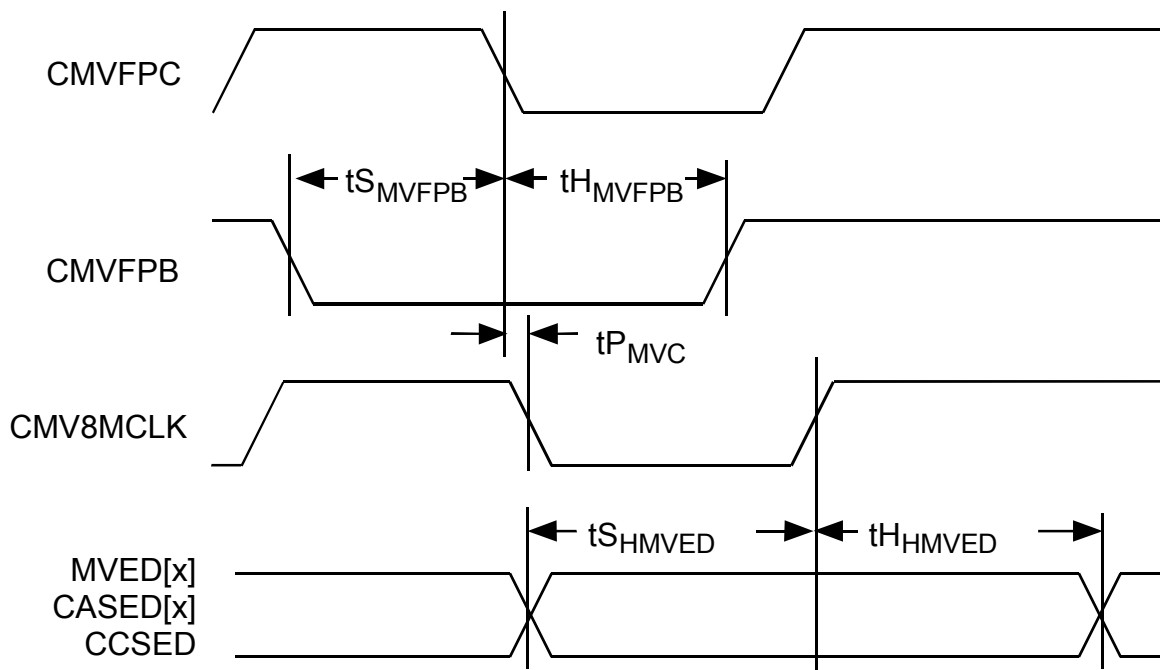 CMVFPC
tSMVFPB
tHMVFPB
CMVFPB
tPMVC
CMV8MCLK
tSHMVED
tHHMVED
MVED[x]
CASED[x]
CCSED